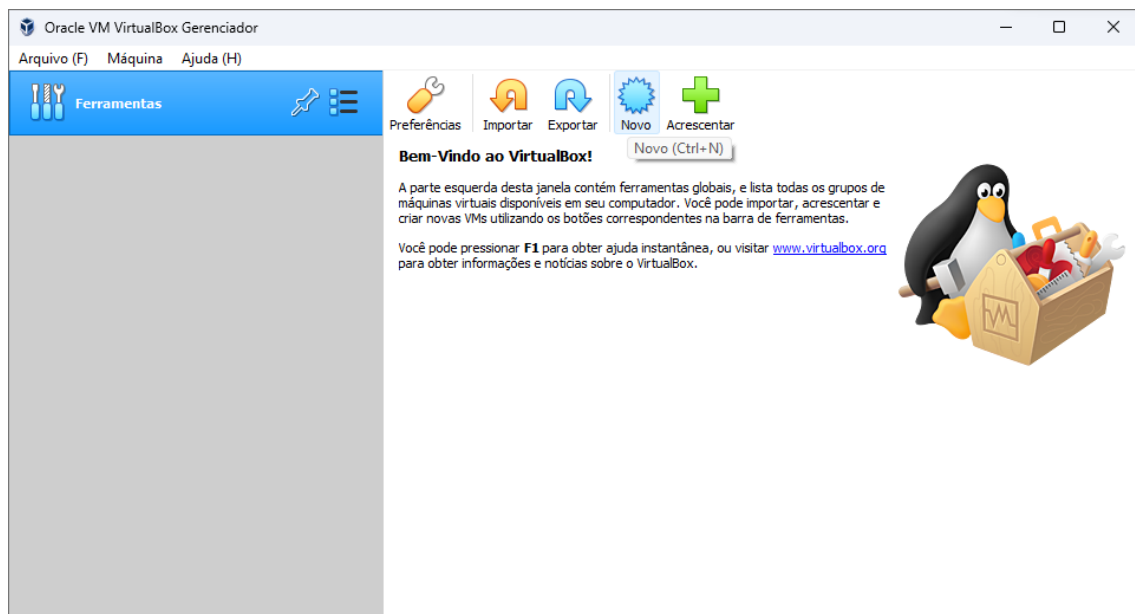 Oracle VM VirtualBox Gerenciador
Arquivo (F) Máquina Ajuda (H)
Ferramentas
Preferências Importar Exportar Novo Acrescentar
Novo (Ctrl+N)
Bem-Vindo ao VirtualBox!
A parte esquerda desta janela contém ferramentas globais, e lista todas os grupos de
máquinas virtuais disponíveis em seu computador. Você pode importar, acrescentar e
criar novas VMs utilizando os botões correspondentes na barra de ferramentas.
Você pode pressionar F1 para obter ajuda instantânea, ou visitar www.virtualbox.org
para obter informações e notícias sobre o VirtualBox.